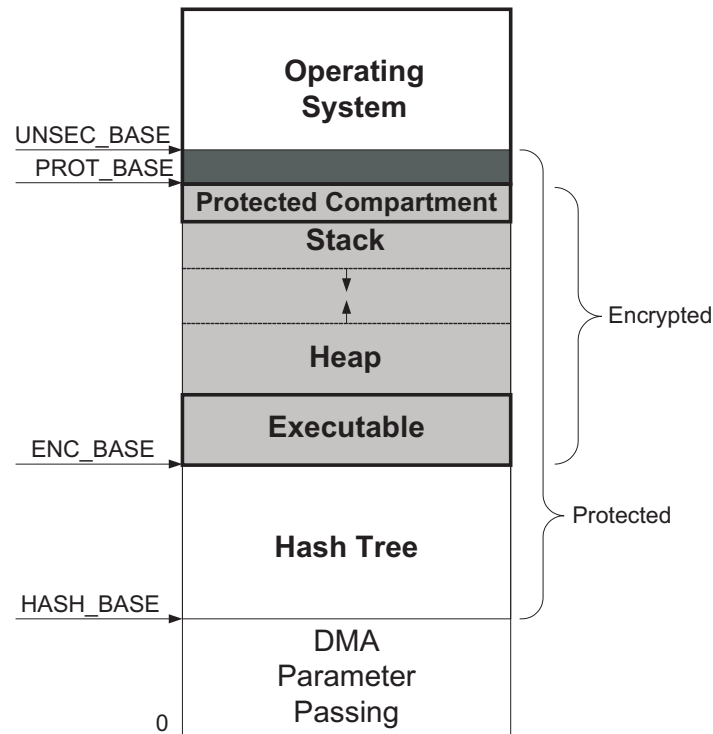 Operating
System
UNSEC_BASE
PROT_BASE
Protected Compartment
Stack
Encrypted
Heap
Executable
ENC_BASE
Protected
Hash Tree
HASH_BASE
DMA
Parameter
Passing
0